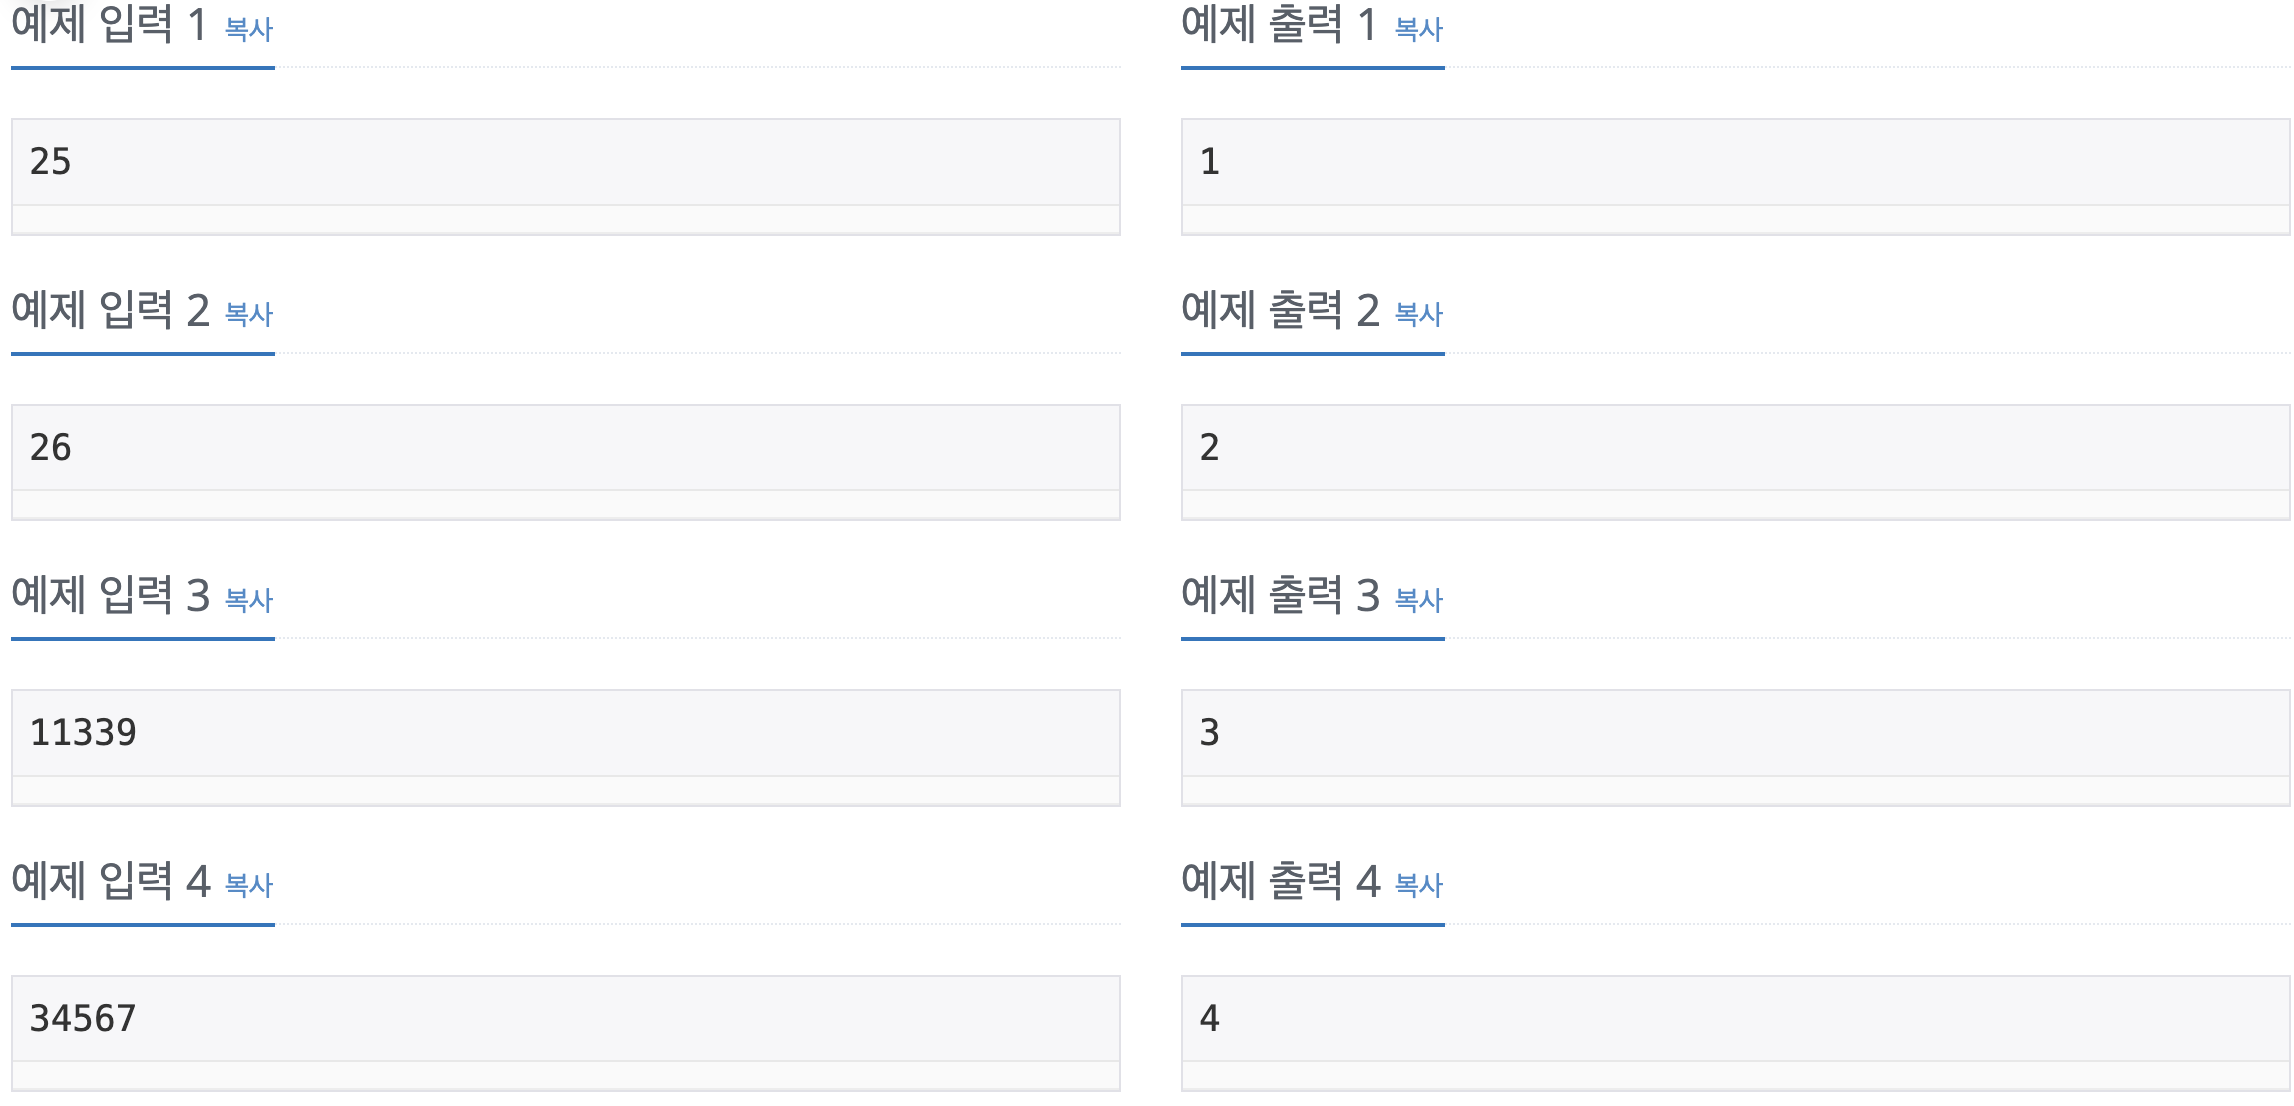 예제 입력 1 복사
예제 출력 1 복사
25
1
예제 입력 2 복사
예제 출력 2 복사
26
2
예제 입력 3 복사
예제 출력 3 복사
11339
3
예제 입력 4 복사
예제 출력 4 복사
34567
4